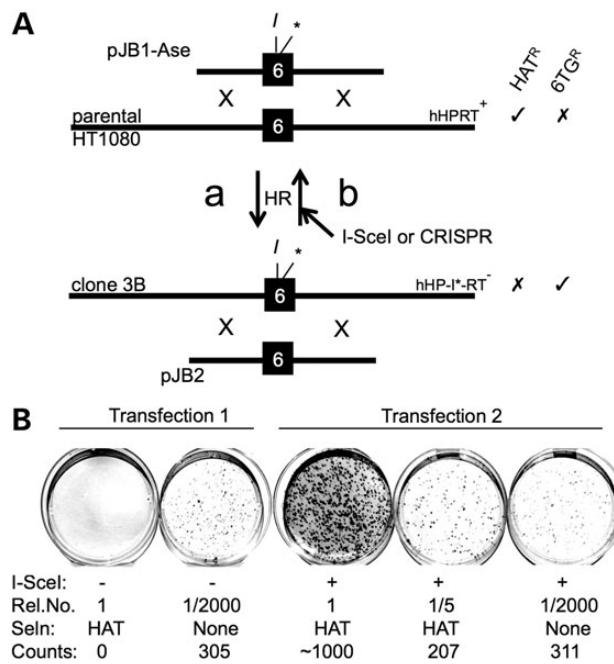 A
I
*
pJB1-Ase
6
HATᴿ
6TGᴿ
X X
parental
HT1080
6
hHPRT⁺
✓ ✗
a
HR
b
I-SceI or CRISPR
I
*
clone 3B
6
hHP-I*-RT⁻
✗ ✓
X X
6
pJB2
B
Transfection 1 Transfection 2
I-SceI: - - + + +
Rel.No. 1 1/2000 1 1/5 1/2000
Seln: HAT None HAT HAT None
Counts: 0 305 ~1000 207 311